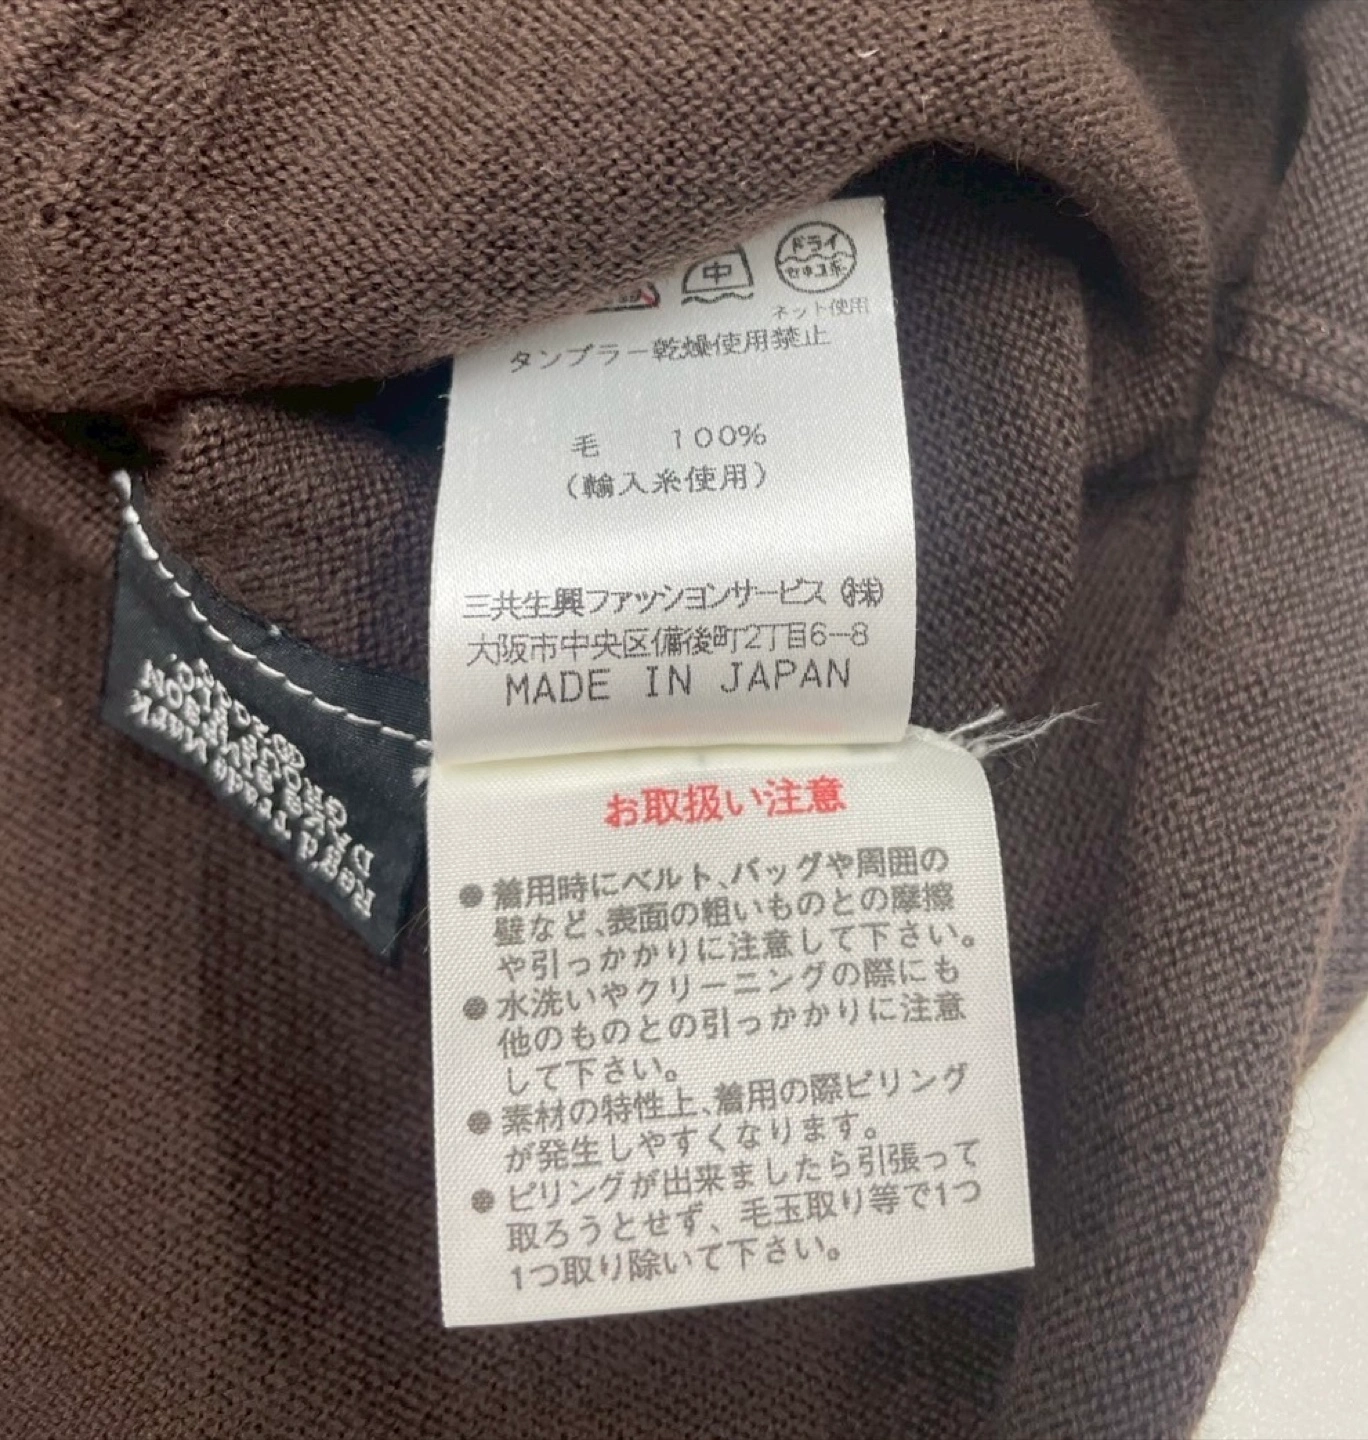 中
ドライ
セキユ系
ネット使用
タンブラー乾燥使用禁止
毛 100%
(輸入糸使用)
三共生興ファッションサービス(株)
大阪市中央区備後町2丁目6-8
MADE IN JAPAN
お取扱い注意
●着用時にベルト、バッグや周囲の
壁など、表面の粗いものとの摩擦
や引っかかりに注意して下さい。
●水洗いやクリーニングの際にも
他のものとの引っかかりに注意
して下さい。
●素材の特性上、着用の際ピリング
が発生しやすくなります。
●ピリングが出来ましたら引張って
取ろうとせず、毛玉取り等で1つ
1つ取り除いて下さい。